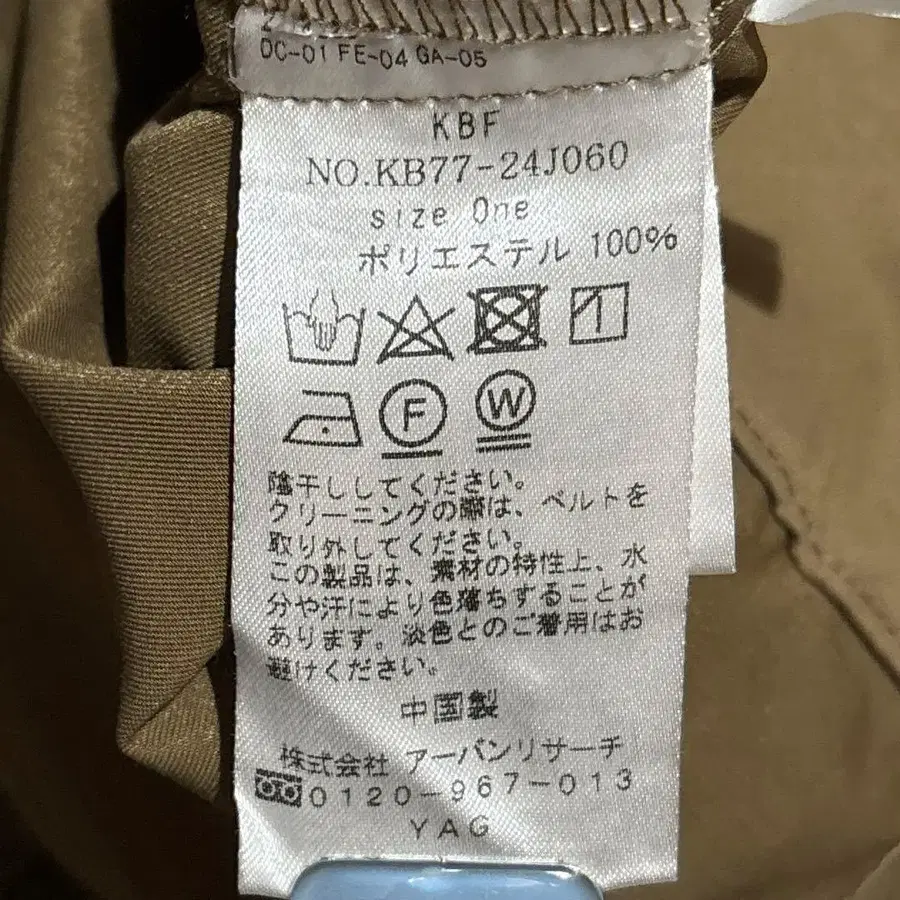 DC-01 FE-04 GA-05
KBF
NO.KB77-24J060
size One
ポリエステル 100%
F
W
陰干ししてください。
クリーニングの際は、ベルトを
取り外してください。
この製品は、素材の特性上、水
分や汗により色落ちすることが
あります。淡色とのご着用はお
避けください。
中国製
株式会社 アーバンリサーチ
0120-967-013
YAG